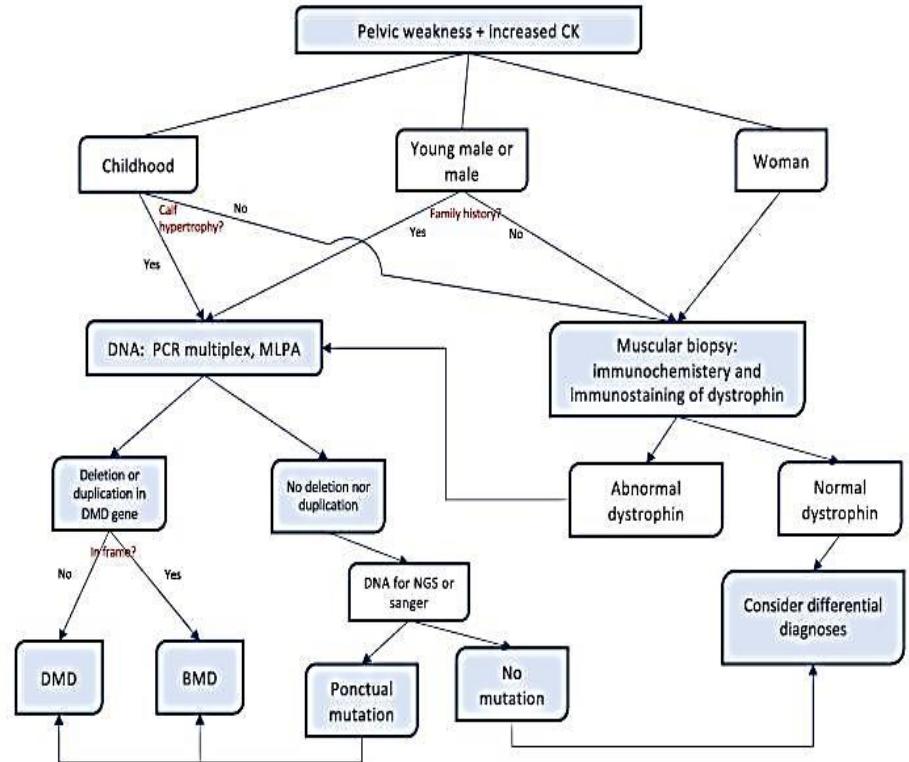 Pelvic weakness + increased CK
Childhood
Young male or
male
Woman
Calf
hypertrophy?
No
Yes
Family history?
Yes
No
DNA: PCR multiplex, MLPA
Muscular biopsy:
immunochemistery and
immunostaining of dystrophin
Deletion or
duplication in
DMD gene
No deletion nor
duplication
Abnormal
dystrophin
Normal
dystrophin
In frame?
No
Yes
DNA for NGS or
sanger
Consider differential
diagnoses
DMD
BMD
Ponctual
mutation
No
mutation